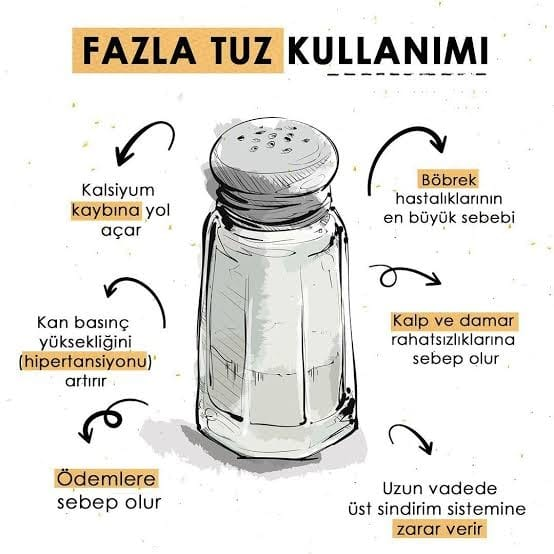 FAZLA TUZ KULLANIMI
Kalsiyum
kaybına yol
açar
Böbrek
hastalıklarının
en büyük sebebi
Kan basınç
yüksekliğini
(hipertansiyonu)
artırır
Kalp ve damar
rahatsızlıklarına
sebep olur
Ödemlere
sebep olur
Uzun vadede
üst sindirim sistemine
zarar verir